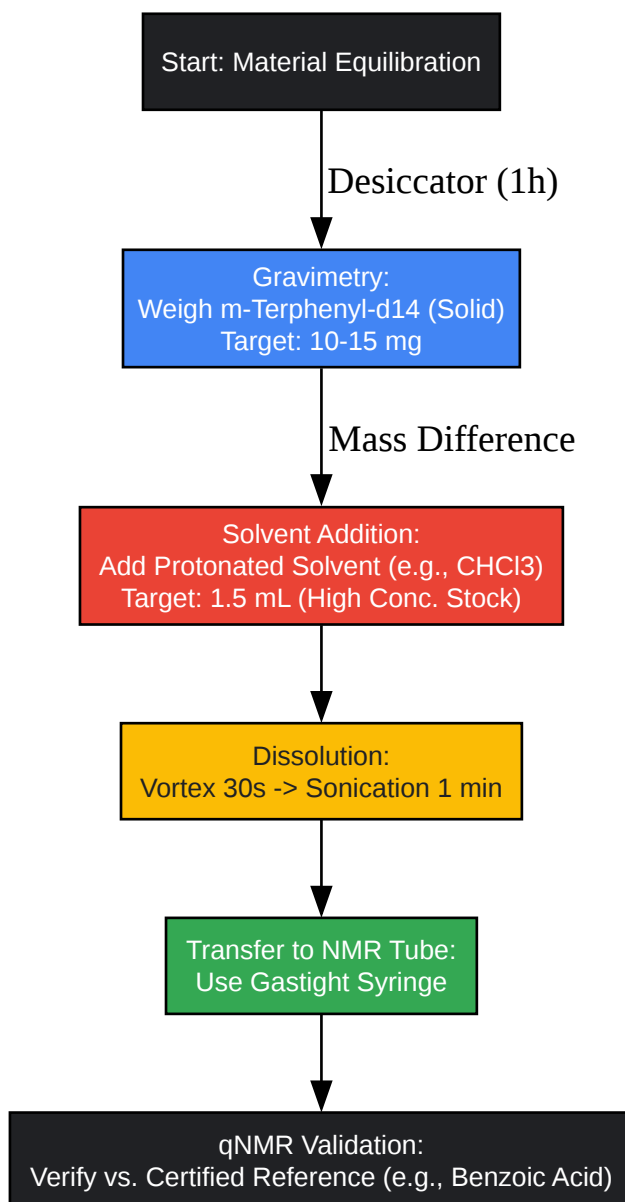 Start: Material Equilibration
Desiccator (1h)
Gravimetry:
Weigh m-Terphenyl-d14 (Solid)
Target: 10-15 mg
Mass Difference
Solvent Addition:
Add Protonated Solvent (e.g., CHCl3)
Target: 1.5 mL (High Conc. Stock)
Dissolution:
Vortex 30s -> Sonication 1 min
Transfer to NMR Tube:
Use Gastight Syringe
qNMR Validation:
Verify vs. Certified Reference (e.g., Benzoic Acid)